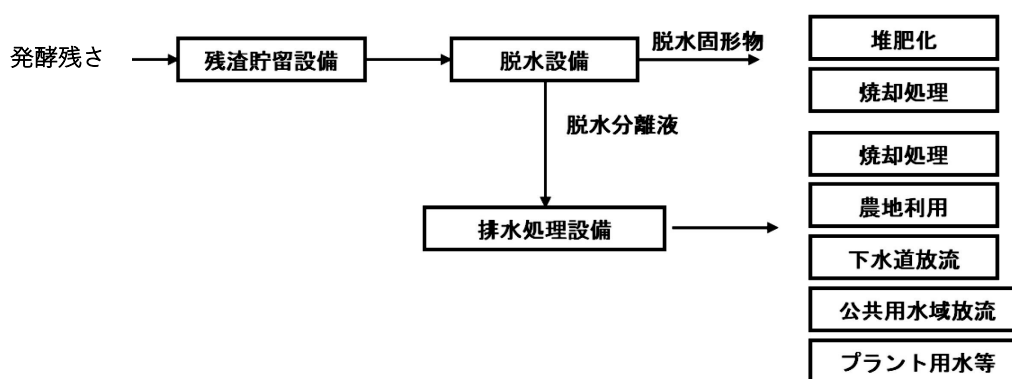 発酵残さ
残渣貯留設備
脱水設備
脱水固形物
堆肥化
焼却処理
脱水分離液
焼却処理
排水処理設備
農地利用
下水道放流
公共用水域放流
プラント用水等